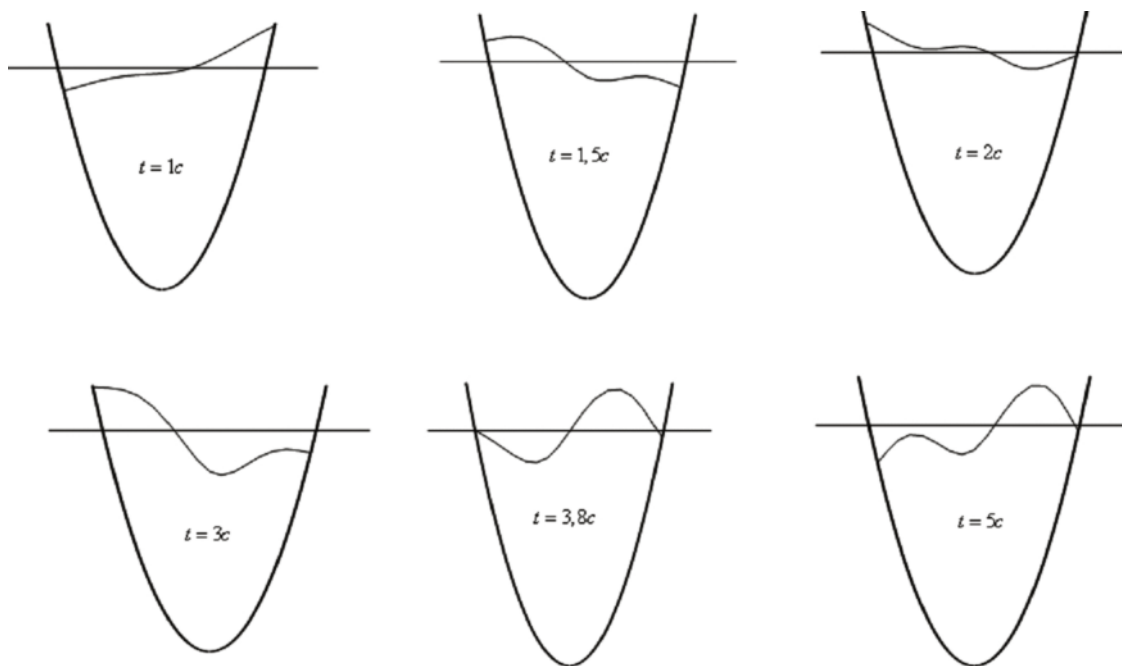 t = 1c
t = 1,5c
t = 2c
t = 3c
t = 3,8c
t = 5c